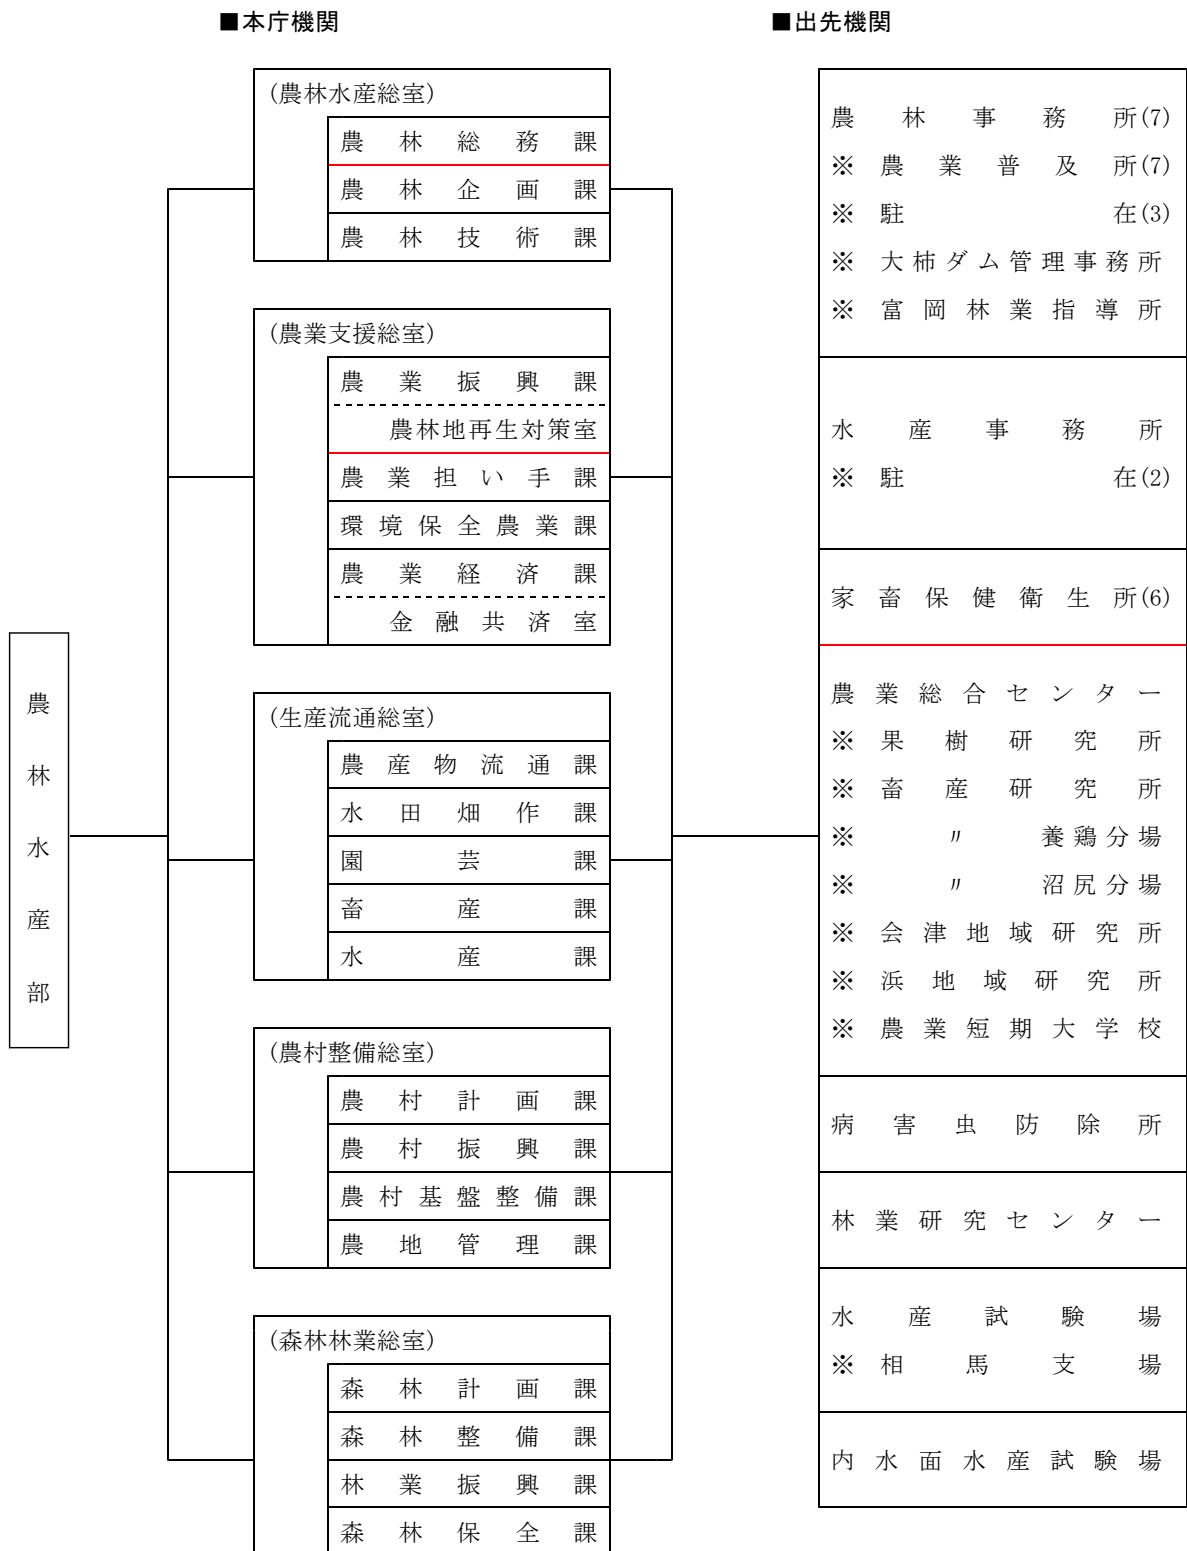 ■本庁機関
(農林水産総室)
農林総務課
農林企画課
農林技術課
(農業支援総室)
農業振興課
農林地再生対策室
農業担い手課
環境保全農業課
農業経済課
金融共済室
(生産流通総室)
農産物流通課
水田畑作課
園芸課
畜産課
水産課
(農村整備総室)
農村計画課
農村振興課
農村基盤整備課
農地管理課
(森林林業総室)
森林計画課
森林整備課
林業振興課
森林保全課
農林水産部
■出先機関
農林事務所(7)
※農業普及所(7)
※駐在(3)
※大柿ダム管理事務所
※富岡林業指導所
水産事務所
※駐在(2)
家畜保健衛生所(6)
農業総合センター
※果樹研究所
※畜産研究所
※〃養鶏分場
※〃沼尻分場
※会津地域研究所
※浜地域研究所
※農業短期大学校
病害虫防除所
林業研究センター
水産試験場
※相馬支場
内水面水産試験場